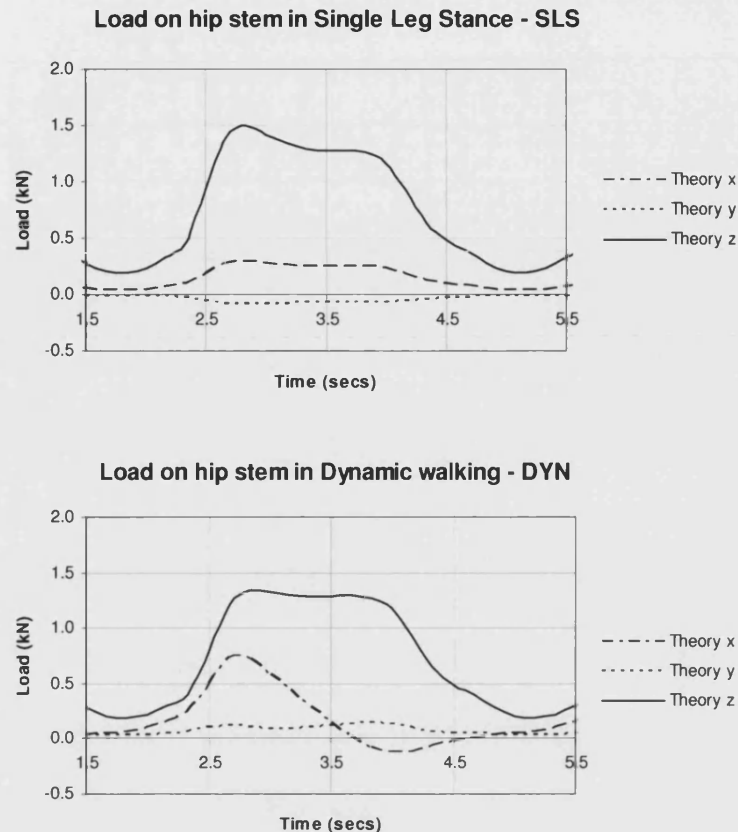 Load on hip stem in Single Leg Stance - SLS
2.0
1.5
1.0
0.5
0.0
-0.5
Load (kN)
1.5 2.5 3.5 4.5 5.5
Time (secs)
Theory x
Theory y
Theory z
Load on hip stem in Dynamic walking - DYN
2.0
1.5
1.0
0.5
0.0
-0.5
Load (kN)
1.5 2.5 3.5 4.5 5.5
Time (secs)
Theory x
Theory y
Theory z